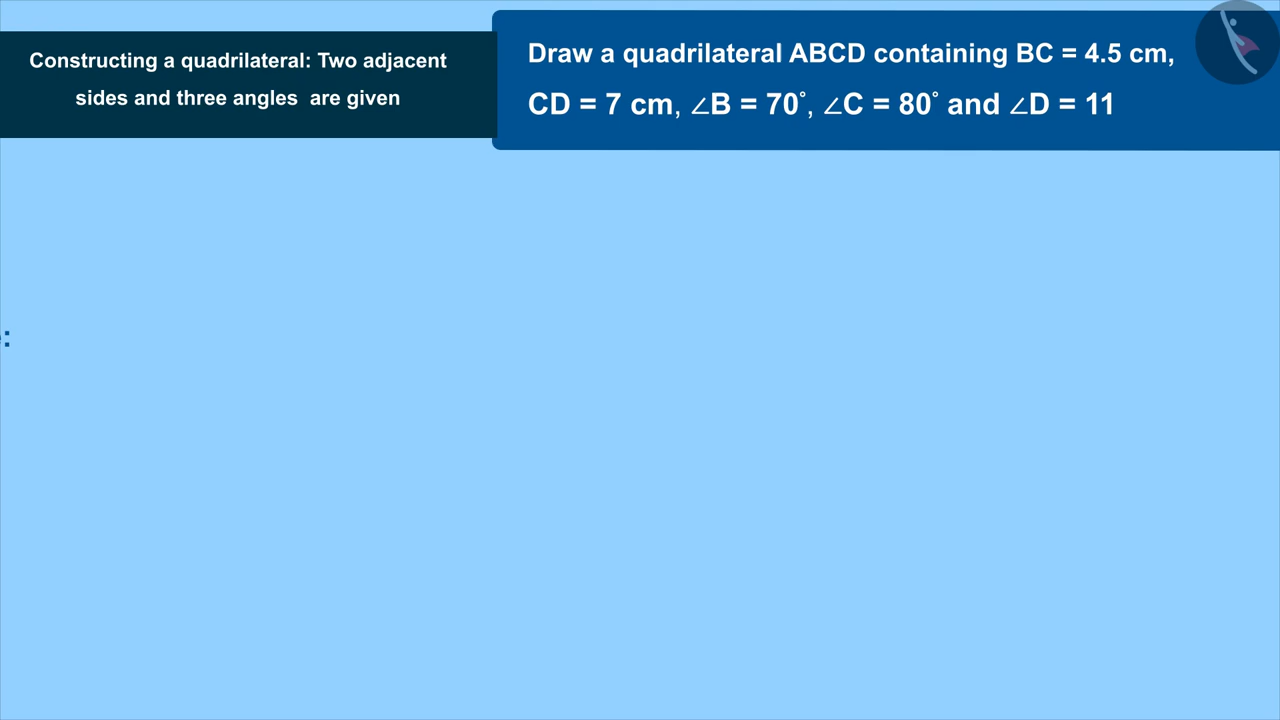 Constructing a quadrilateral: Two adjacent
sides and three angles are given
Draw a quadrilateral ABCD containing BC = 4.5 cm,
CD = 7 cm, ∠B = 70°, ∠C = 80° and ∠D = 11
: